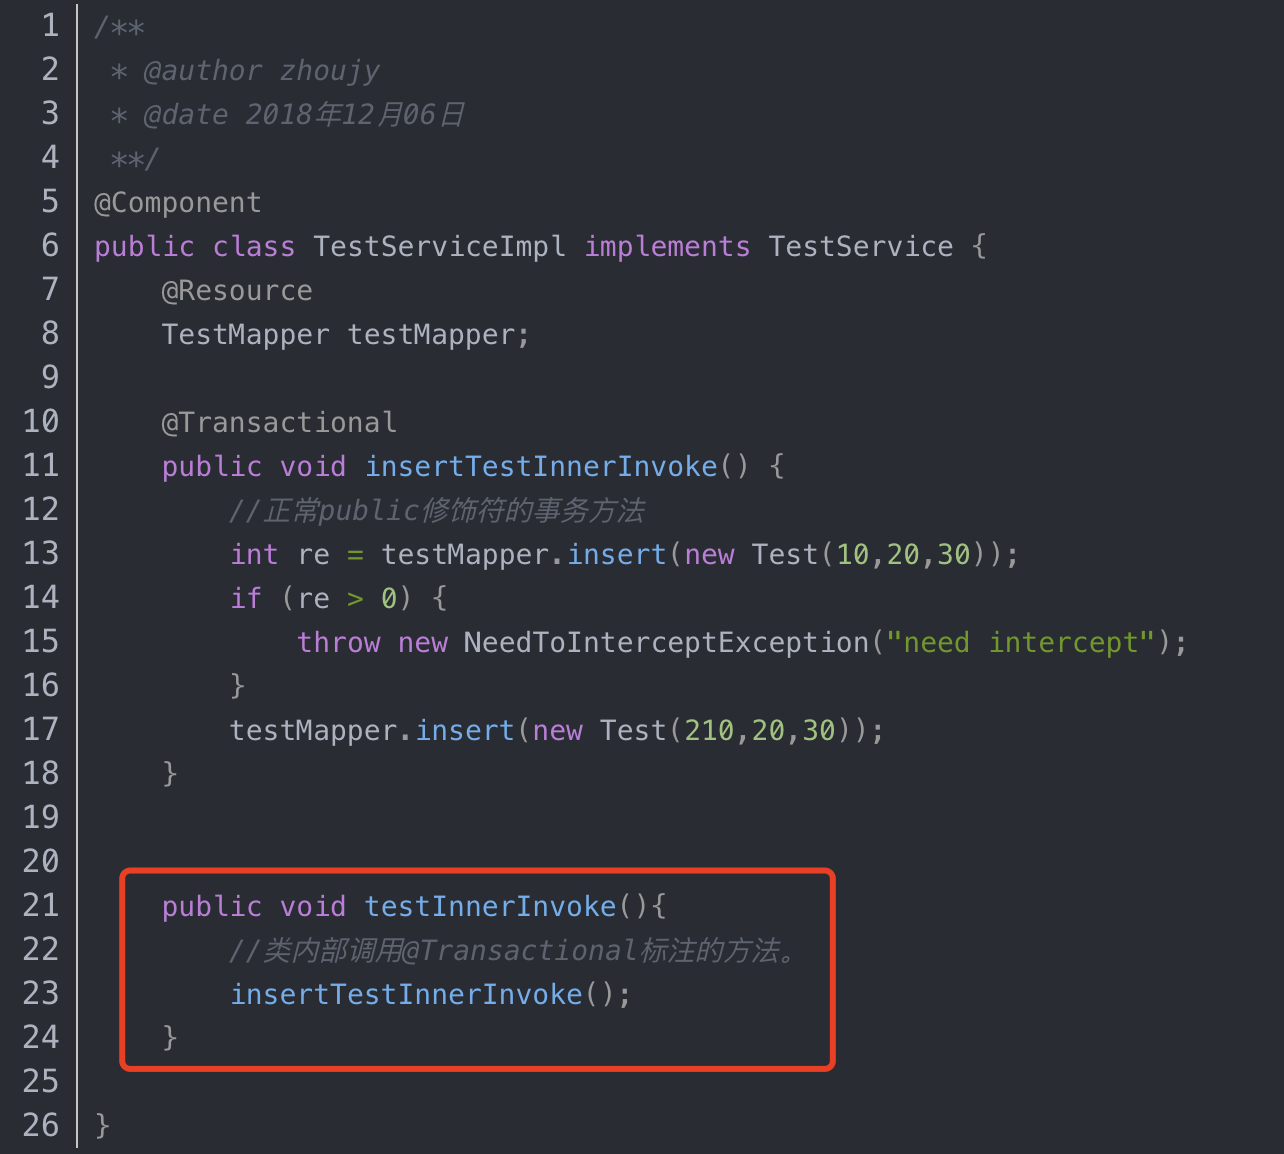 1 /**
2  * @author zhoujy
3  * @date 2018年12月06日
4  **/
5 @Component
6 public class TestServiceImpl implements TestService {
7     @Resource
8     TestMapper testMapper;
9
10     @Transactional
11     public void insertTestInnerInvoke() {
12         //正常public修饰符的事务方法
13         int re = testMapper.insert(new Test(10,20,30));
14         if (re > 0) {
15             throw new NeedToInterceptException("need intercept");
16         }
17         testMapper.insert(new Test(210,20,30));
18     }
19
20
21     public void testInnerInvoke(){
22         //类内部调用@Transactional标注的方法。
23         insertTestInnerInvoke();
24     }
25
26 }